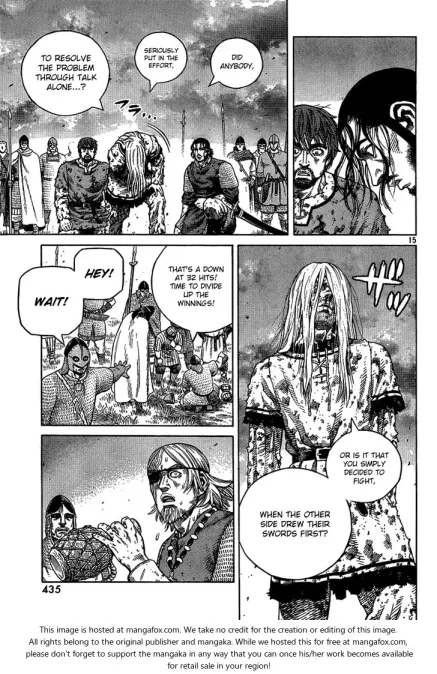 DID
ANYBODY,
SERIOUSLY
PUT IN THE
EFFORT,
TO RESOLVE
THE PROBLEM
THROUGH TALK
ALONE...?
15
OR IS IT THAT
YOU SIMPLY
DECIDED TO
FIGHT,
WHEN THE OTHER
SIDE DREW THEIR
SWORDS FIRST?
THAT'S A DOWN
AT 32 HITS!
TIME TO DIVIDE
UP THE
WINNINGS!
HEY!
WAIT!
435
This image is hosted at mangafox.com. We take no credit for the creation or editing of this image.
All rights belong to the original publisher and mangaka. While we hosted this for free at mangafox.com,
please don't forget to support the mangaka in any way that you can once his/her work becomes available
for retail sale in your region!